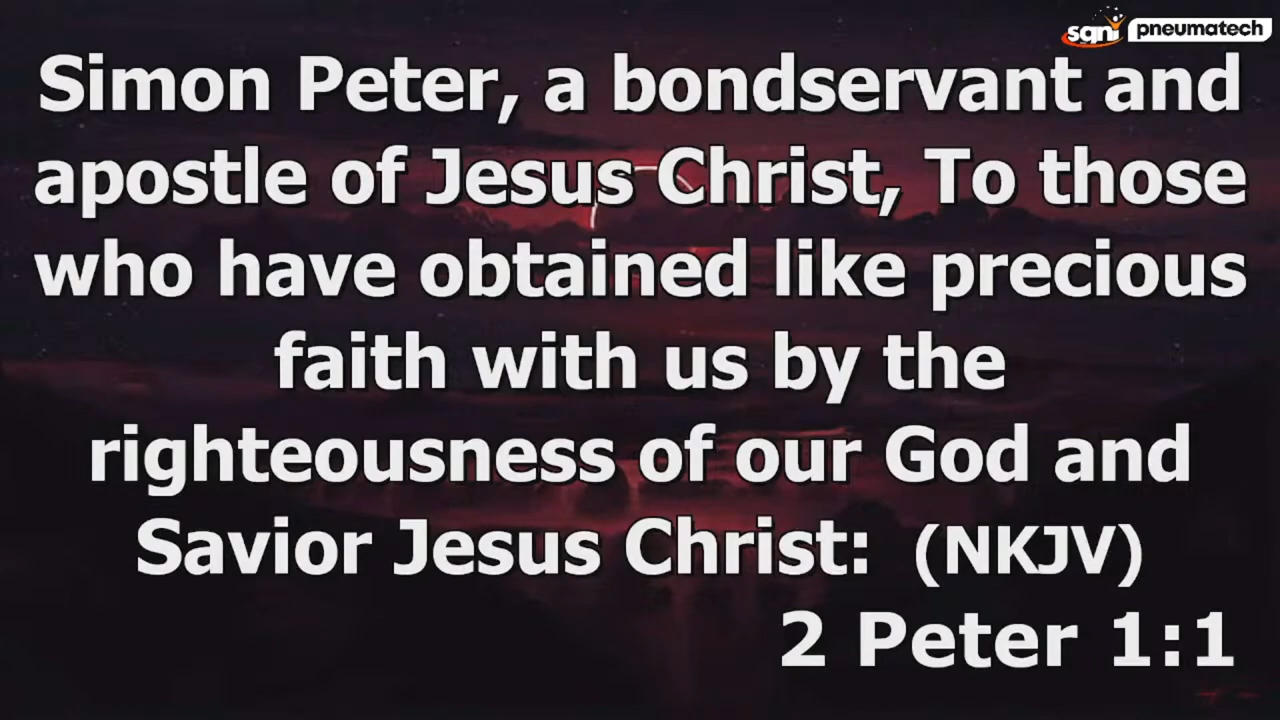 sgni pneumatech
Simon Peter, a bondservant and
apostle of Jesus Christ, To those
who have obtained like precious
faith with us by the
righteousness of our God and
Savior Jesus Christ:  (NKJV)
2 Peter 1:1